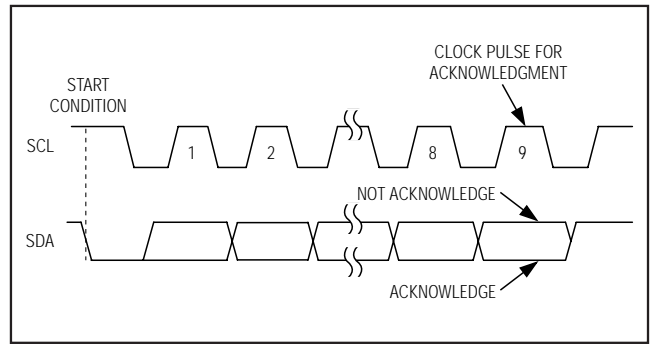 CLOCK PULSE FOR
ACKNOWLEDGMENT
START
CONDITION
SCL
1
2
8
9
NOT ACKNOWLEDGE
SDA
ACKNOWLEDGE